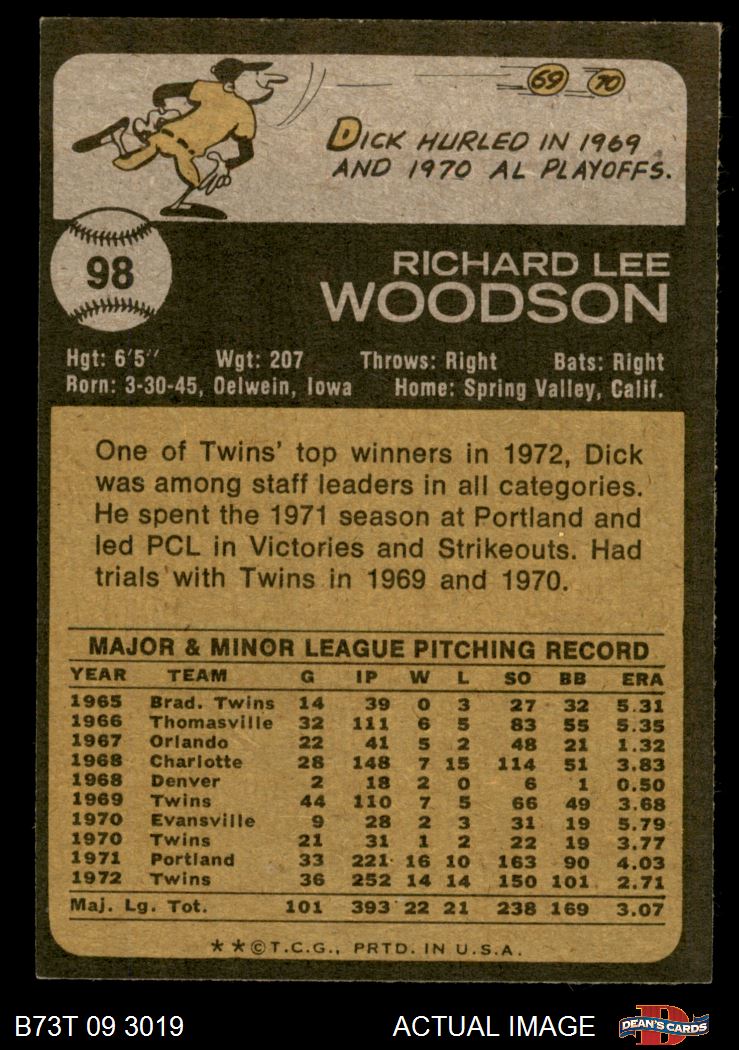 69 70
DICK HURLED IN 1969
AND 1970 AL PLAYOFFS.
98
RICHARD LEE
WOODSON
Hgt: 6'5" Wgt: 207 Throws: Right Bats: Right
Born: 3-30-45, Oelwein, Iowa Home: Spring Valley, Calif.
One of Twins' top winners in 1972, Dick
was among staff leaders in all categories.
He spent the 1971 season at Portland and
led PCL in Victories and Strikeouts. Had
trials with Twins in 1969 and 1970.
MAJOR & MINOR LEAGUE PITCHING RECORD
YEAR TEAM G IP W L SO BB ERA
1965 Brad. Twins 14 39 0 3 27 32 5.31
1966 Thomasville 32 111 6 5 83 55 5.35
1967 Orlando 22 41 5 2 48 21 1.32
1968 Charlotte 28 148 7 15 114 51 3.83
1968 Denver 2 18 2 0 6 1 0.50
1969 Twins 44 110 7 5 66 49 3.68
1970 Evansville 9 28 2 3 31 19 5.79
1970 Twins 21 31 1 2 22 19 3.77
1971 Portland 33 221 16 10 163 90 4.03
1972 Twins 36 252 14 14 150 101 2.71
Maj. Lg. Tot. 101 393 22 21 238 169 3.07
**©T.C.G., PRTD. IN U.S.A.
B73T 09 3019 ACTUAL IMAGE D DEAN'S CARDS